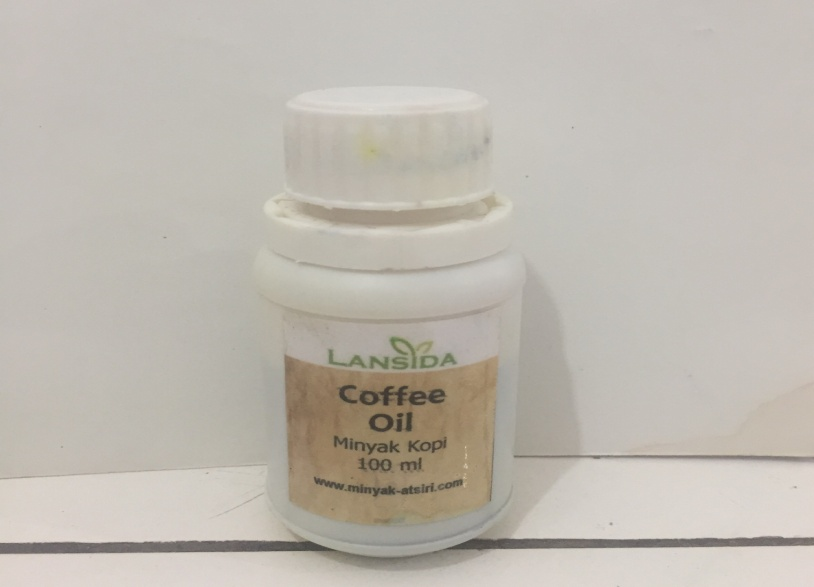 LANSIDA
Coffee
Oil
Minyak Kopi
100 ml
www.minyak-atsiri.com